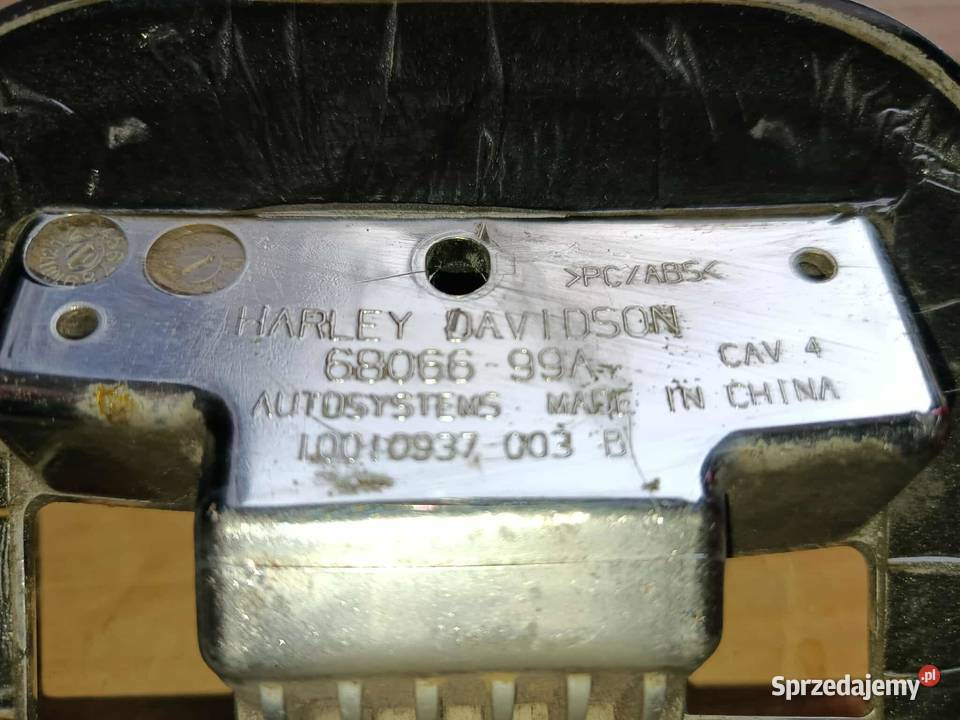 >PC/ABS<
HARLEY DAVIDSON
68066-99A
CAV 4
AUTOSYSTEMS MADE IN CHINA
10010937-003 B
Sprzedajemy.pl